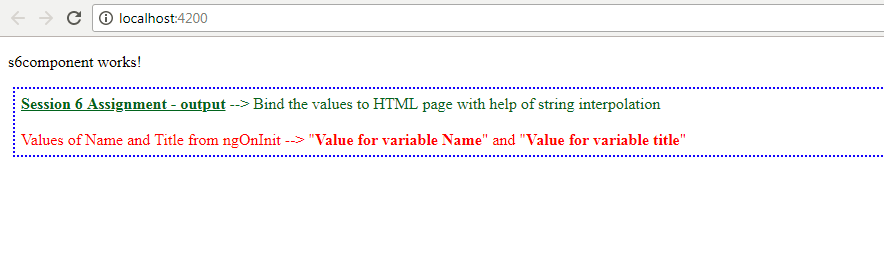 localhost:4200
s6component works!
Session 6 Assignment - output --> Bind the values to HTML page with help of string interpolation
Values of Name and Title from ngOnInit --> "Value for variable Name" and "Value for variable title"